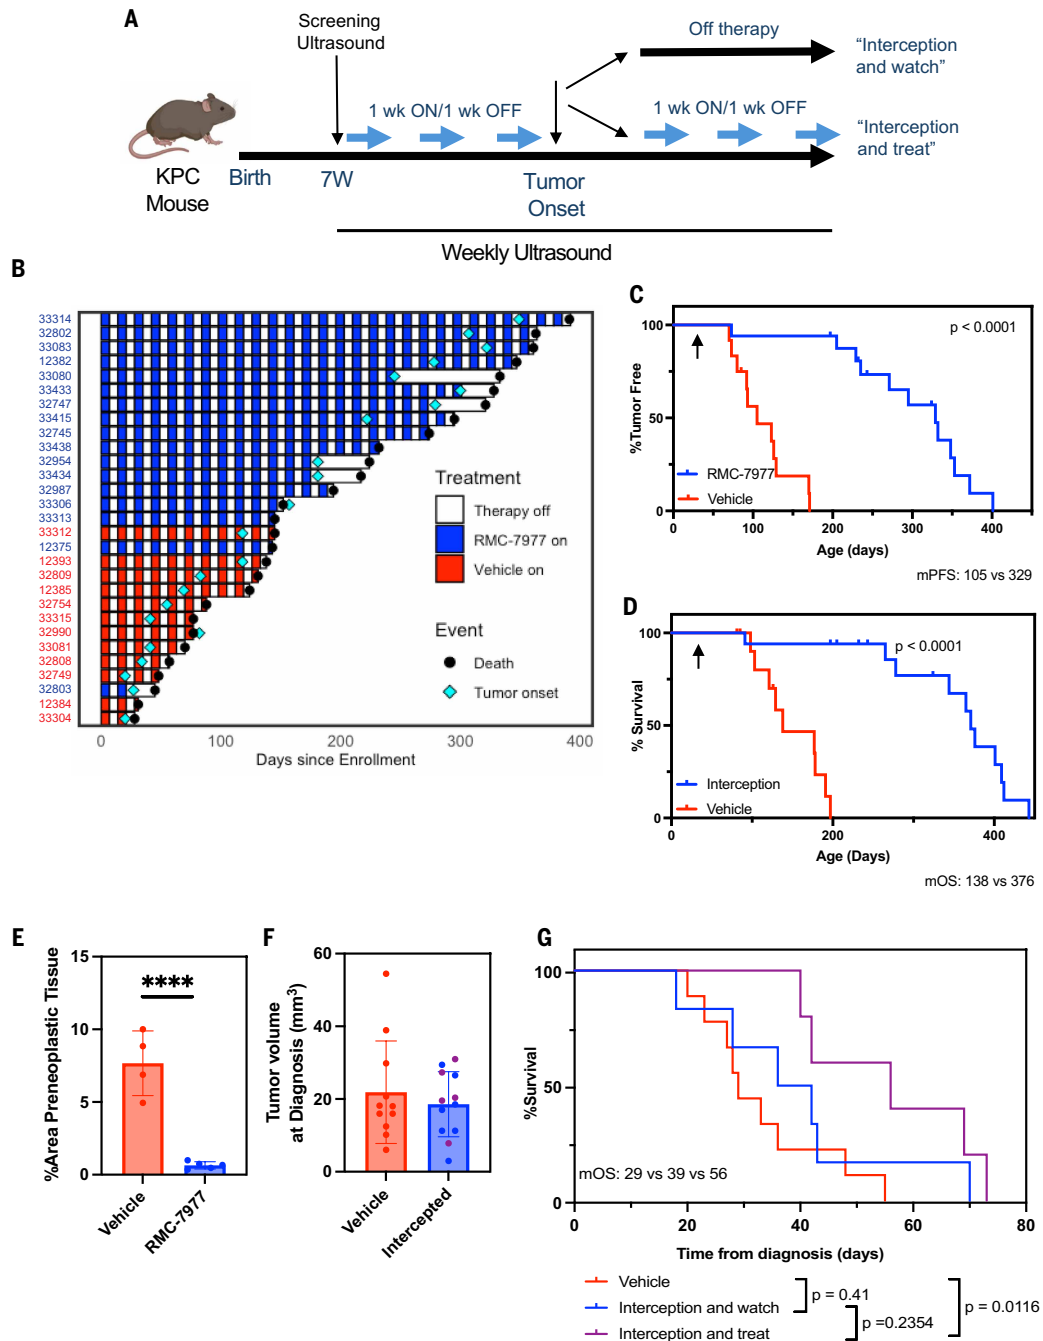 A
Screening
Ultrasound
Off therapy
"Interception
and watch"
1 wk ON/1 wk OFF
1 wk ON/1 wk OFF
"Interception
and treat"
KPC
Mouse
Birth
7W
Tumor
Onset
Weekly Ultrasound
B
33314
32802
33083
12382
33080
33433
32747
33415
32745
33438
32954
33434
32987
33306
33313
33312
12375
12393
32809
12385
32754
33315
32990
33081
32808
32749
32803
12384
33304
Treatment
Therapy off
RMC-7977 on
Vehicle on
Event
Death
Tumor onset
0 100 200 300 400
Days since Enrollment
C
%Tumor Free
100
50
0
p < 0.0001
RMC-7977
Vehicle
0 100 200 300 400
Age (days)
mPFS: 105 vs 329
D
% Survival
100
50
0
p < 0.0001
Interception
Vehicle
0 200 400
Age (Days)
mOS: 138 vs 376
E
%Area Preneoplastic Tissue
15
10
5
0
****
Vehicle
RMC-7977
F
Tumor volume
at Diagnosis (mm³)
60
40
20
0
Vehicle
Intercepted
G
%Survival
100
50
0
mOS: 29 vs 39 vs 56
0 20 40 60 80
Time from diagnosis (days)
Vehicle
Interception and watch
Interception and treat
p = 0.41
p =0.2354
p = 0.0116